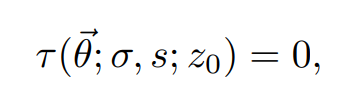 τ(θ⃗; σ, s; z₀) = 0,